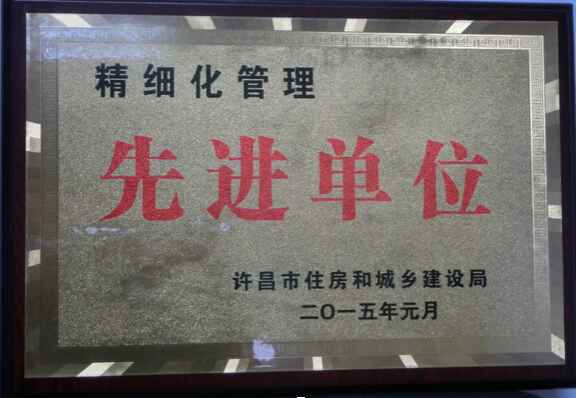 精细化管理
先进单位
许昌市住房和城乡建设局
二〇一五年元月